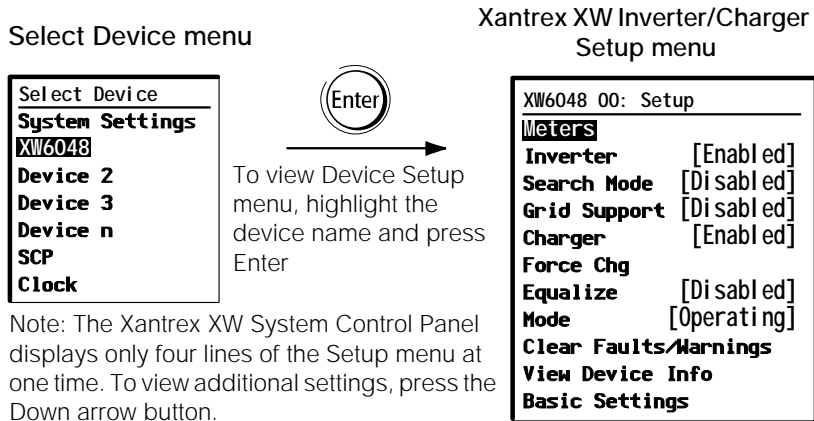 Select Device menu
Select Device
System Settings
XW6048
Device 2
Device 3
Device n
SCP
Clock
Enter
To view Device Setup
menu, highlight the
device name and press
Enter
Xantrex XW Inverter/Charger
Setup menu
XW6048 00: Setup
Meters
Inverter [Enabled]
Search Mode [Disabled]
Grid Support [Disabled]
Charger [Enabled]
Force Chg
Equalize [Disabled]
Mode [Operating]
Clear Faults/Warnings
View Device Info
Basic Settings
Note: The Xantrex XW System Control Panel
displays only four lines of the Setup menu at
one time. To view additional settings, press the
Down arrow button.